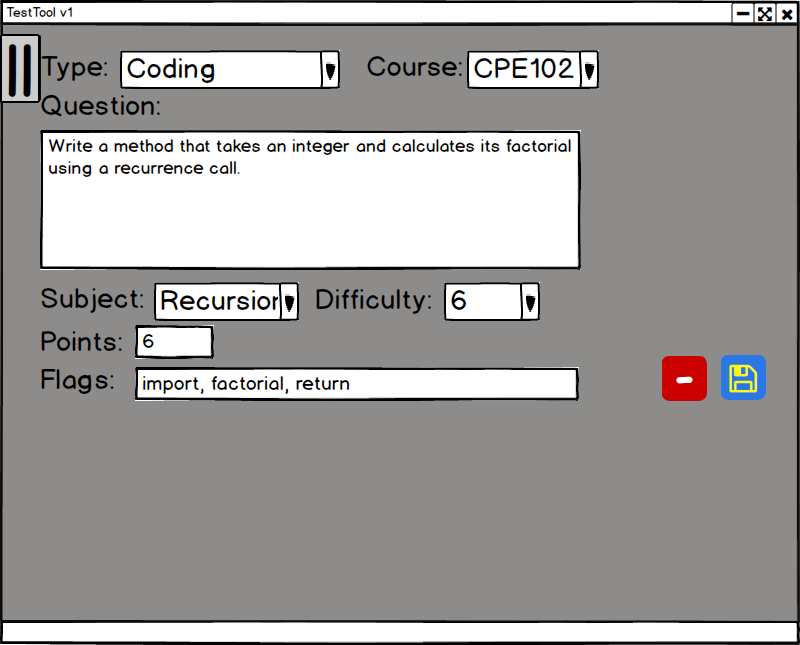 TestTool v1
Type: Coding Course: CPE102
Question:
Write a method that takes an integer and calculates its factorial
using a recurrence call.
Subject: Recursion Difficulty: 6
Points: 6
Flags: import, factorial, return